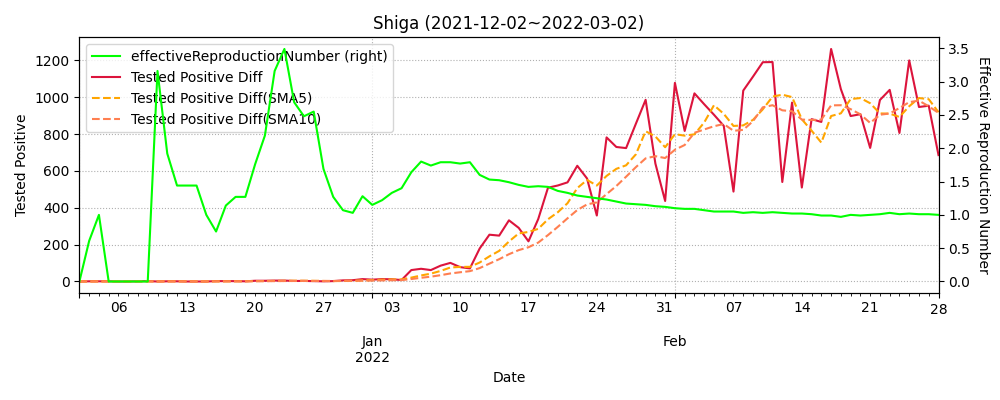 Shiga (2021-12-02~2022-03-02)
effectiveReproductionNumber (right)
Tested Positive Diff
Tested Positive Diff(SMA5)
Tested Positive Diff(SMA10)
Tested Positive
1200
1000
800
600
400
200
0
3.5
3.0
2.5
2.0
1.5
1.0
0.5
0.0
Effective Reproduction Number
06 13 20 27 03 10 17 24 31 07 14 21 28
Jan Feb
2022
Date